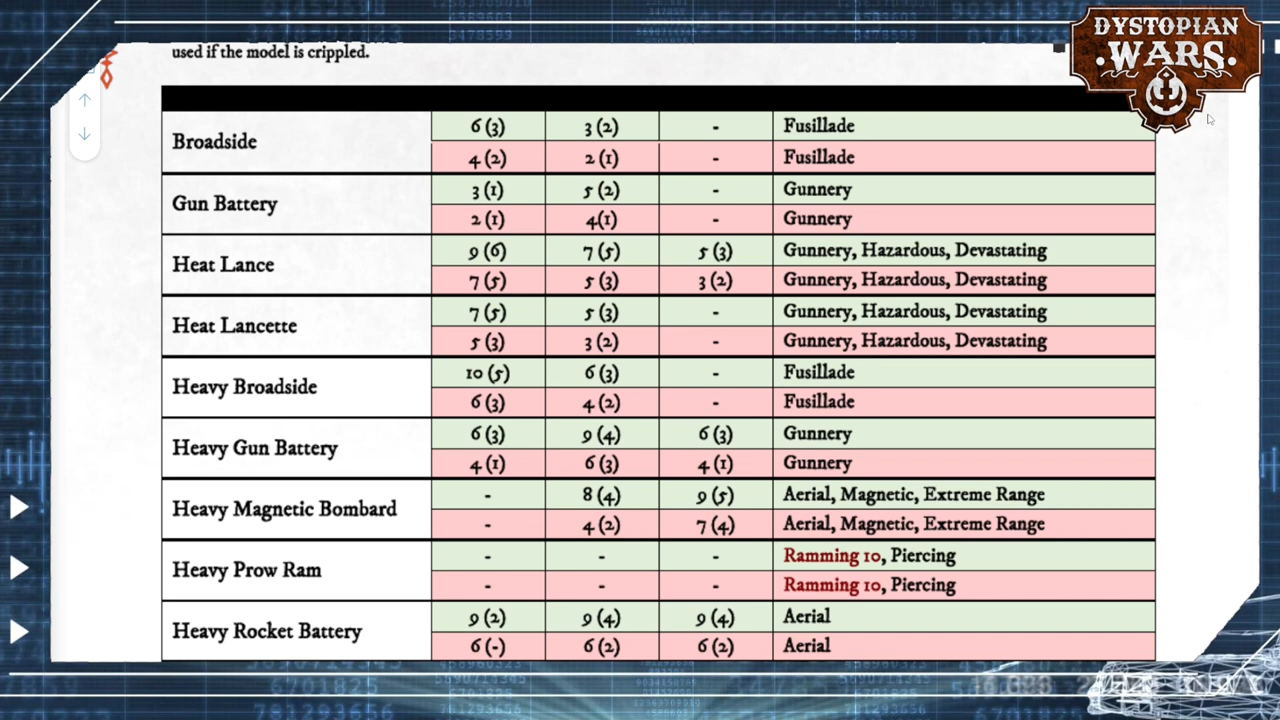 DYSTOPIAN
WARS
used if the model is crippled.
Broadside
6 (3) 3 (2) - Fusillade
4 (2) 2 (1) - Fusillade
Gun Battery
3 (1) 5 (2) - Gunnery
2 (1) 4(1) - Gunnery
Heat Lance
9 (6) 7 (5) 5 (3) Gunnery, Hazardous, Devastating
7 (5) 5 (3) 3 (2) Gunnery, Hazardous, Devastating
Heat Lancette
7 (5) 5 (3) - Gunnery, Hazardous, Devastating
5 (3) 3 (2) - Gunnery, Hazardous, Devastating
Heavy Broadside
10 (5) 6 (3) - Fusillade
6 (3) 4 (2) - Fusillade
Heavy Gun Battery
6 (3) 9 (4) 6 (3) Gunnery
4 (1) 6 (3) 4 (1) Gunnery
Heavy Magnetic Bombard
- 8 (4) 9 (5) Aerial, Magnetic, Extreme Range
- 4 (2) 7 (4) Aerial, Magnetic, Extreme Range
Heavy Prow Ram
- - - Ramming 10, Piercing
- - - Ramming 10, Piercing
Heavy Rocket Battery
9 (2) 9 (4) 9 (4) Aerial
6 (-) 6 (2) 6 (2) Aerial